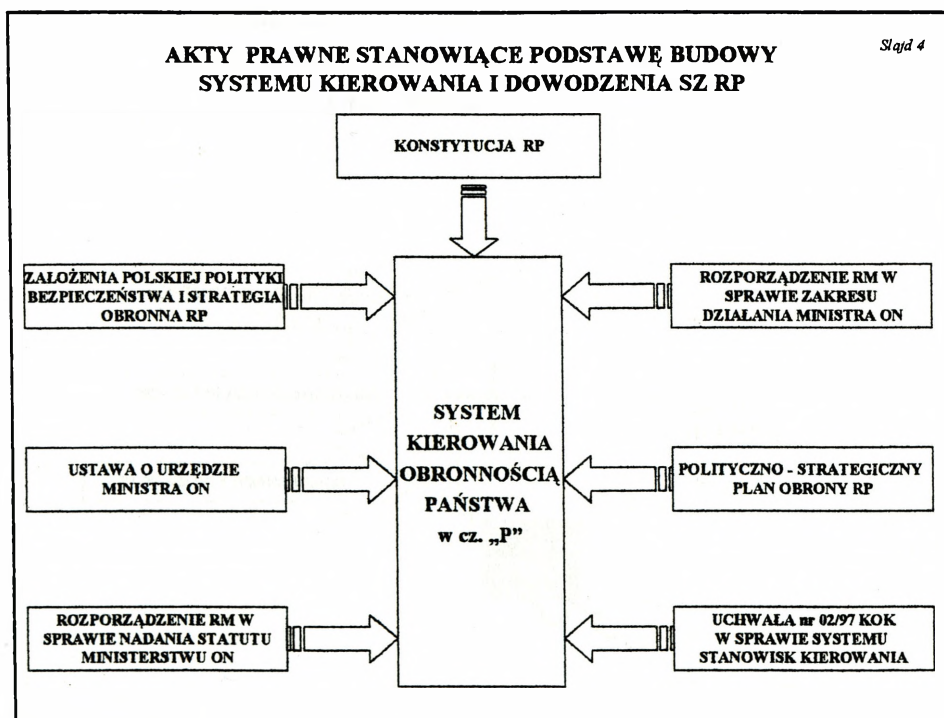 Slajd 4
AKTY PRAWNE STANOWIĄCE PODSTAWĘ BUDOWY
SYSTEMU KIEROWANIA I DOWODZENIA SZ RP
KONSTYTUCJA RP
ZAŁOŻENIA POLSKIEJ POLITYKI
BEZPIECZEŃSTWA I STRATEGIA
OBRONNA RP
ROZPORZĄDZENIE RM W
SPRAWIE ZAKRESU
DZIAŁANIA MINISTRA ON
SYSTEM
KIEROWANIA
OBRONNOŚCIĄ
PAŃSTWA
w cz. „P”
USTAWA O URZĘDZIE
MINISTRA ON
POLITYCZNO - STRATEGICZNY
PLAN OBRONY RP
ROZPORZĄDZENIE RM W
SPRAWIE NADANIA STATUTU
MINISTERSTWU ON
UCHWAŁA nr 02/97 KOK
W SPRAWIE SYSTEMU
STANOWISK KIEROWANIA